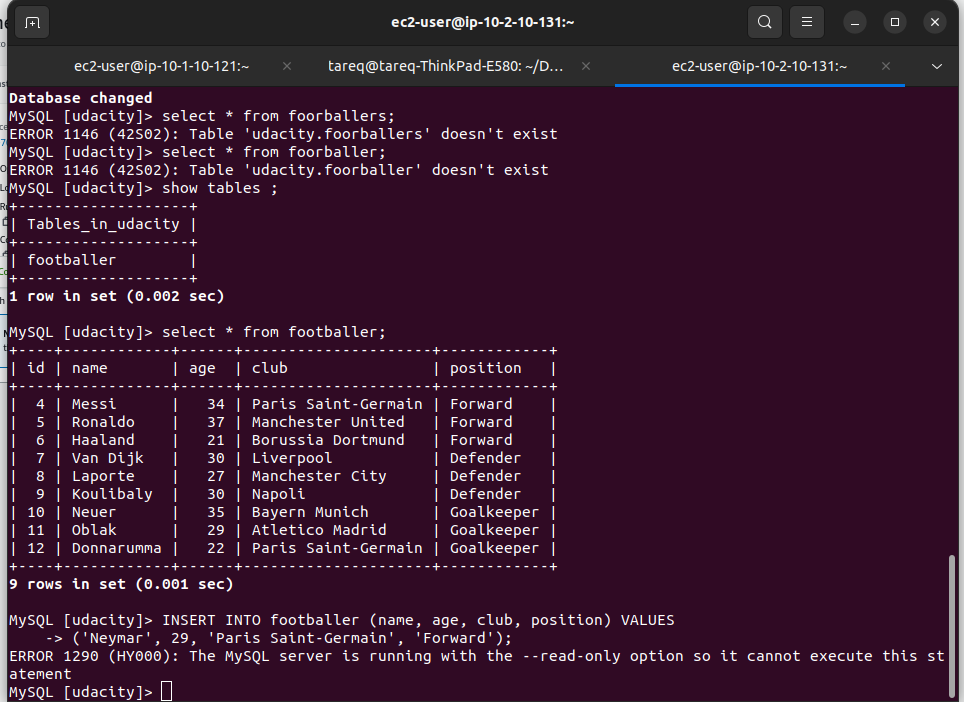 ec2-user@ip-10-2-10-131:~
ec2-user@ip-10-1-10-121:~
tareq@tareq-ThinkPad-E580: ~/D...
ec2-user@ip-10-2-10-131:~
Database changed
MySQL [udacity]> select * from foorballers;
ERROR 1146 (42S02): Table 'udacity.foorballers' doesn't exist
MySQL [udacity]> select * from foorballer;
ERROR 1146 (42S02): Table 'udacity.foorballer' doesn't exist
MySQL [udacity]> show tables ;
+-------------------+
| Tables_in_udacity |
+-------------------+
| footballer        |
+-------------------+
1 row in set (0.002 sec)
MySQL [udacity]> select * from footballer;
+----+------------+------+---------------------+------------+
| id | name       | age  | club                | position   |
+----+------------+------+---------------------+------------+
|  4 | Messi      |   34 | Paris Saint-Germain | Forward    |
|  5 | Ronaldo    |   37 | Manchester United   | Forward    |
|  6 | Haaland    |   21 | Borussia Dortmund   | Forward    |
|  7 | Van Dijk   |   30 | Liverpool           | Defender   |
|  8 | Laporte    |   27 | Manchester City     | Defender   |
|  9 | Koulibaly  |   30 | Napoli              | Defender   |
| 10 | Neuer      |   35 | Bayern Munich       | Goalkeeper |
| 11 | Oblak      |   29 | Atletico Madrid     | Goalkeeper |
| 12 | Donnarumma |   22 | Paris Saint-Germain | Goalkeeper |
+----+------------+------+---------------------+------------+
9 rows in set (0.001 sec)
MySQL [udacity]> INSERT INTO footballer (name, age, club, position) VALUES
    -> ('Neymar', 29, 'Paris Saint-Germain', 'Forward');
ERROR 1290 (HY000): The MySQL server is running with the --read-only option so it cannot execute this st
atement
MySQL [udacity]>